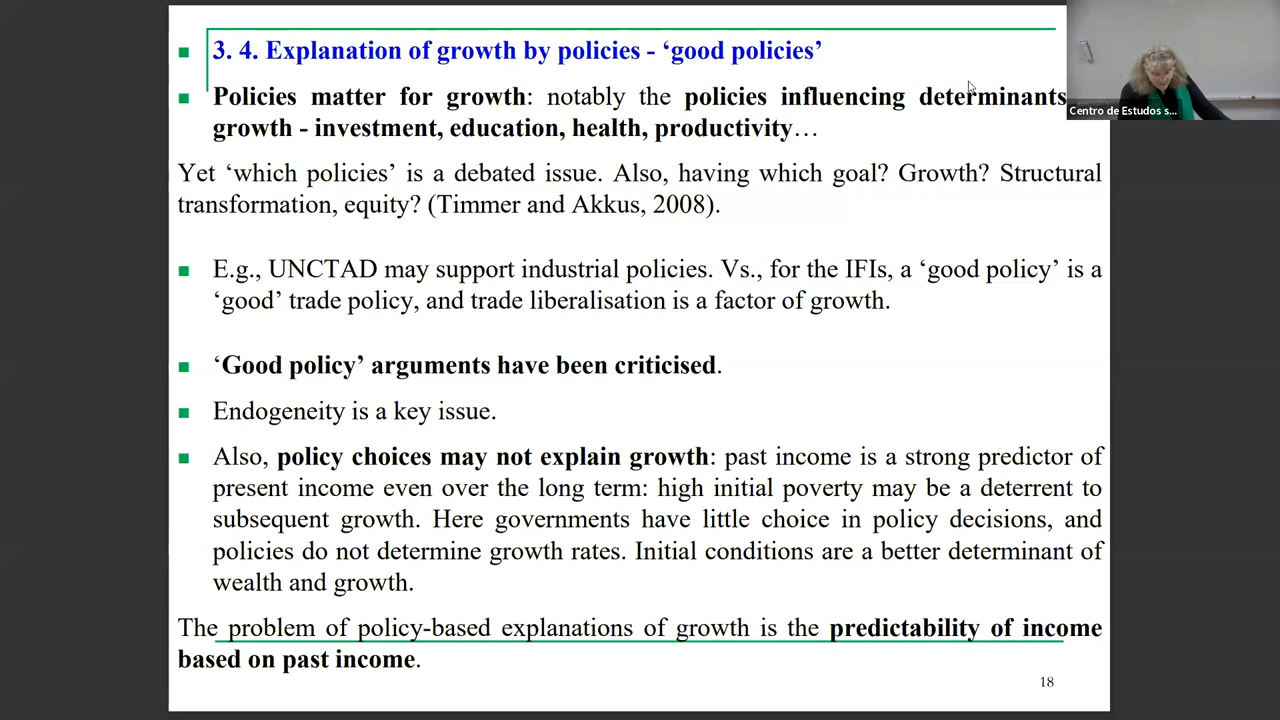 3. 4. Explanation of growth by policies - ‘good policies’
Policies matter for growth: notably the policies influencing determinants
growth - investment, education, health, productivity…
Yet ‘which policies’ is a debated issue. Also, having which goal? Growth? Structural
transformation, equity? (Timmer and Akkus, 2008).
E.g., UNCTAD may support industrial policies. Vs., for the IFIs, a ‘good policy’ is a
‘good’ trade policy, and trade liberalisation is a factor of growth.
‘Good policy’ arguments have been criticised.
Endogeneity is a key issue.
Also, policy choices may not explain growth: past income is a strong predictor of
present income even over the long term: high initial poverty may be a deterrent to
subsequent growth. Here governments have little choice in policy decisions, and
policies do not determine growth rates. Initial conditions are a better determinant of
wealth and growth.
The problem of policy-based explanations of growth is the predictability of income
based on past income.
18
Centro de Estudos s...